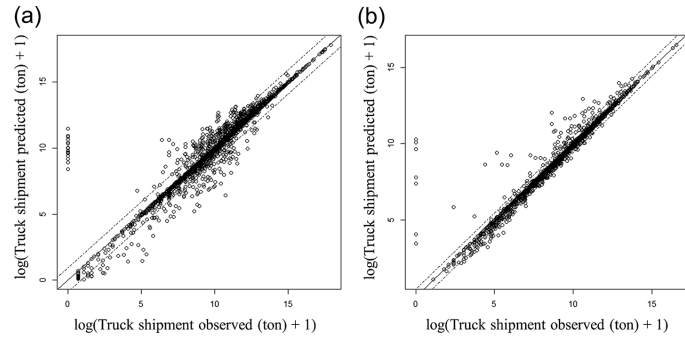 (a)
log(Truck shipment predicted (ton) + 1)
15
10
5
0
0 5 10 15
log(Truck shipment observed (ton) + 1)
(b)
log(Truck shipment predicted (ton) + 1)
15
10
5
0 5 10 15
log(Truck shipment observed (ton) + 1)